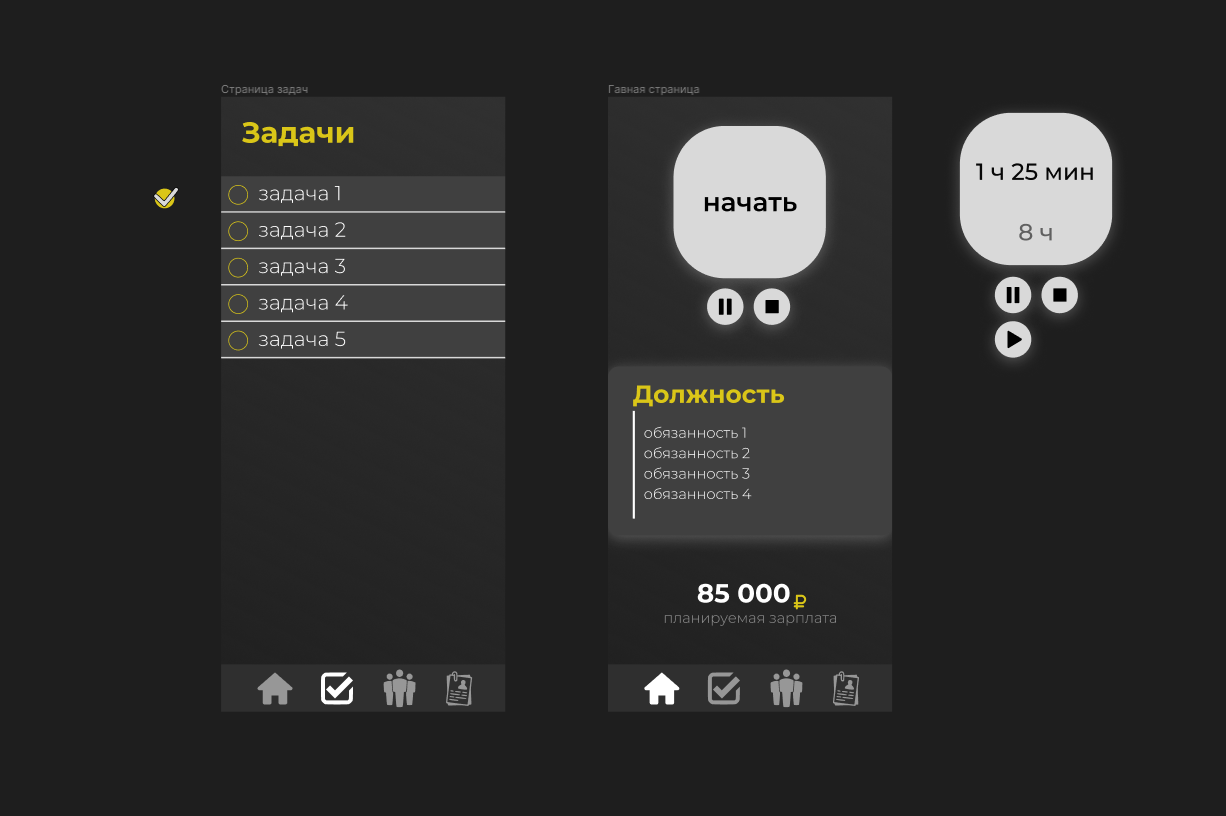 Страница задач
Задачи
задача 1
задача 2
задача 3
задача 4
задача 5
Гавная страница
начать
Должность
обязанность 1
обязанность 2
обязанность 3
обязанность 4
85 000 ₽
планируемая зарплата
1 ч 25 мин
8 ч